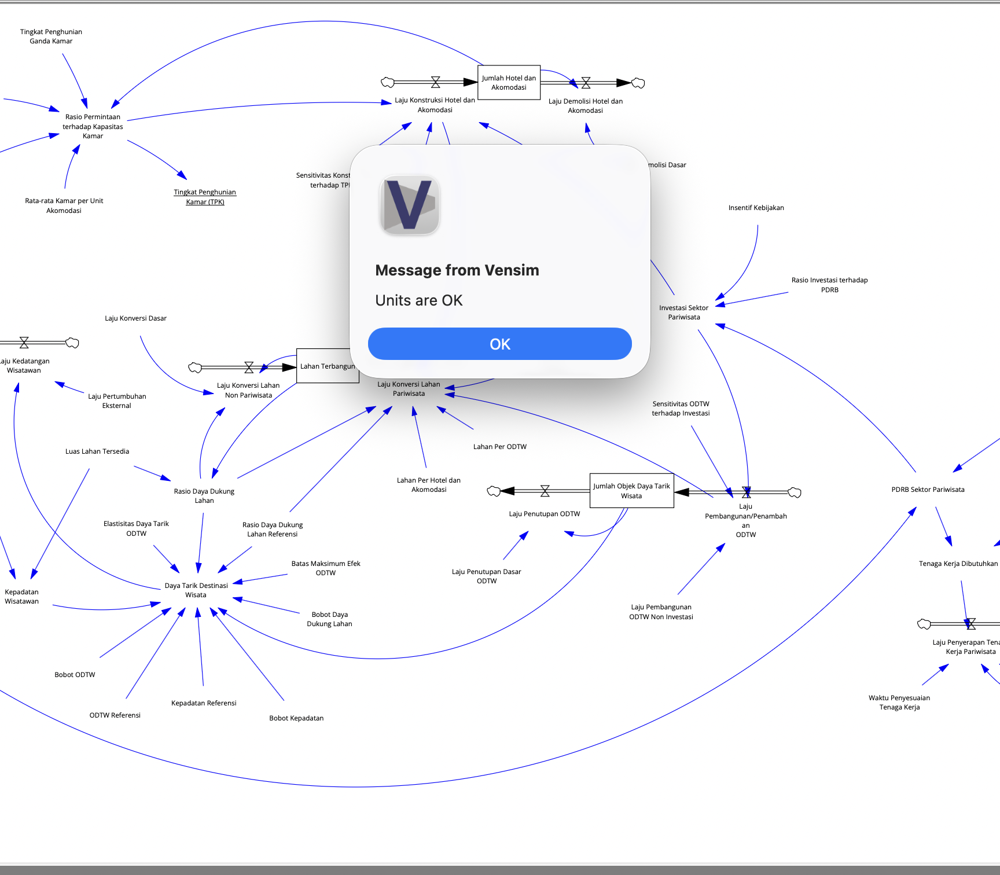 Tingkat Penghunian
Ganda Kamar
Jumlah Hotel dan
Akomodasi
Laju Konstruksi Hotel dan
Akomodasi
Laju Demolisi Hotel dan
Akomodasi
Rasio Permintaan
terhadap Kapasitas
Kamar
Sensitivitas Konst
terhadap
molisi Dasar
Tingkat Penghunian
Kamar (TPK)
Rata-rata Kamar per Unit
Akomodasi
Insentif Kebijakan
V
Message from Vensim
Units are OK
OK
Rasio Investasi terhadap
PDRB
Investasi Sektor
Pariwisata
Laju Konversi Dasar
Laju Kedatangan
Wisatawan
Lahan Terbangun
Laju Konversi Lahan
Non Pariwisata
Laju Konversi Lahan
Pariwisata
Laju Pertumbuhan
Eksternal
Sensitivitas ODTW
terhadap Investasi
Luas Lahan Tersedia
Lahan Per ODTW
Lahan Per Hotel dan
Akomodasi
Rasio Daya Dukung
Lahan
Jumlah Objek Daya Tarik
Wisata
PDRB Sektor Pariwisata
Laju Penutupan ODTW
Laju
Pembangunan/Penambah
an
ODTW
Elastisitas Daya Tarik
ODTW
Rasio Daya Dukung
Lahan Referensi
Batas Maksimum Efek
ODTW
Laju Penutupan Dasar
ODTW
Tenaga Kerja Dibutuhkan
Kepadatan
Wisatawan
Daya Tarik Destinasi
Wisata
Bobot Daya
Dukung Lahan
Laju Pembangunan
ODTW Non Investasi
Laju Penyerapan Tena
Kerja Pariwisata
Bobot ODTW
Kepadatan Referensi
ODTW Referensi
Bobot Kepadatan
Waktu Penyesuaian
Tenaga Kerja